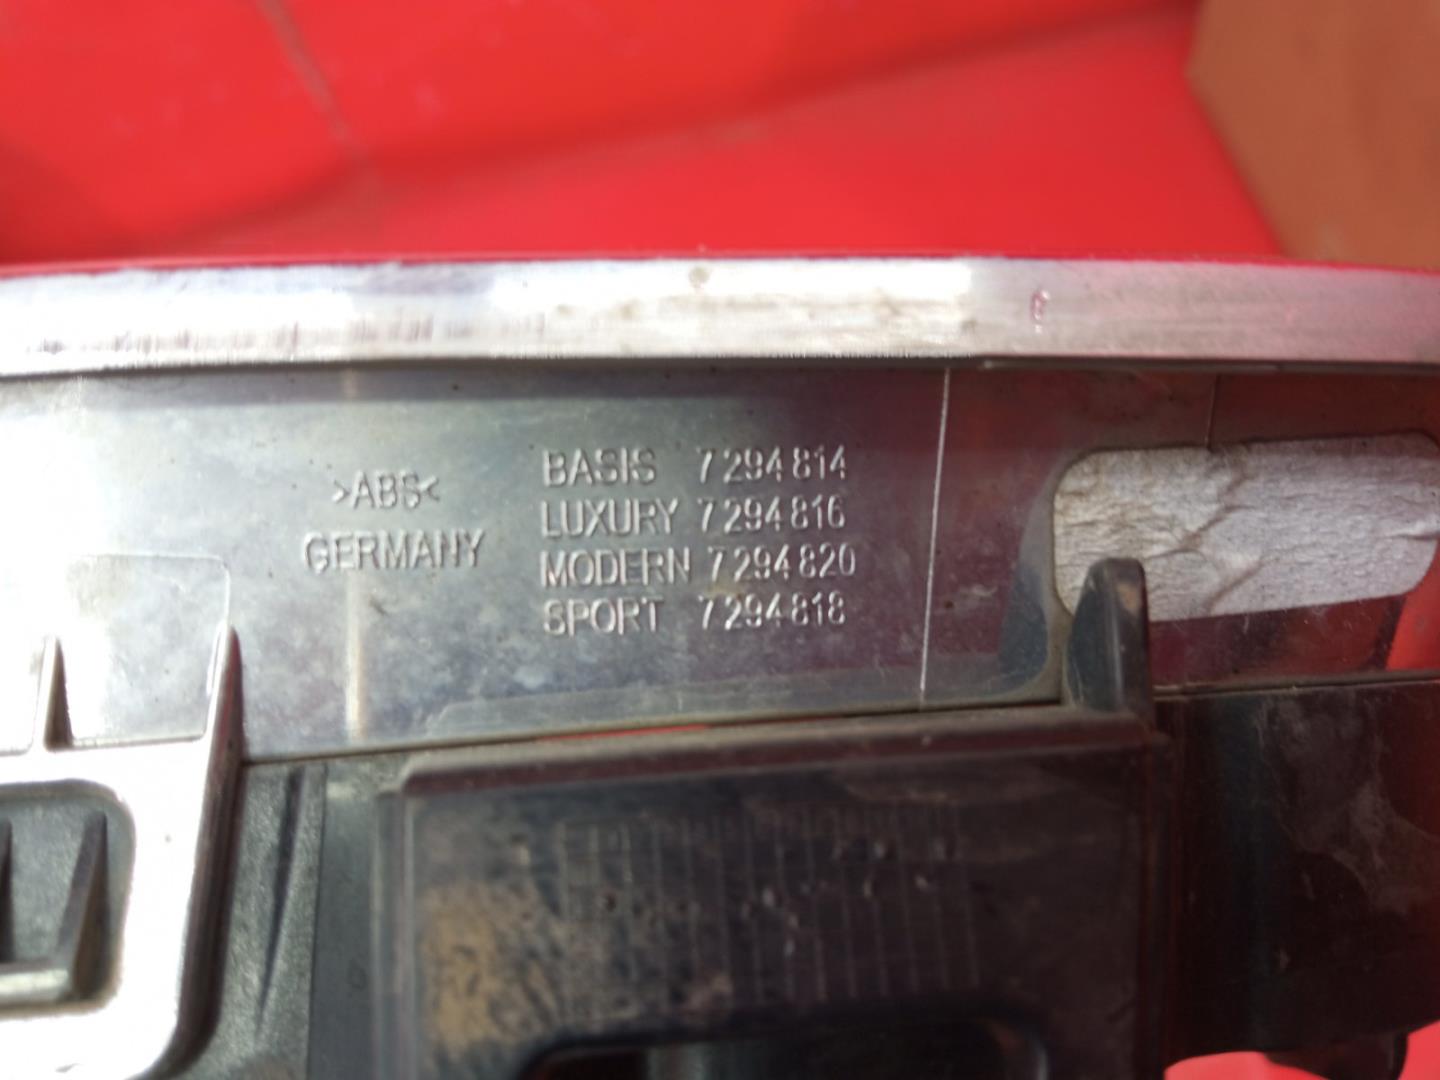 >ABS<
GERMANY
BASIS 7294814
LUXURY 7294816
MODERN 7294820
SPORT 7294818